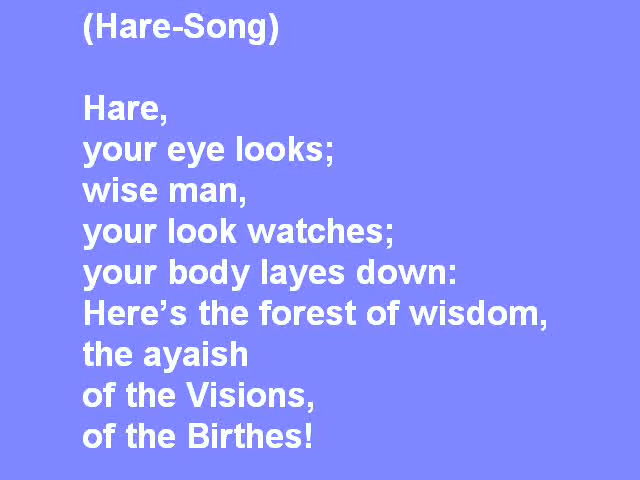 (Hare-Song)
Hare,
your eye looks;
wise man,
your look watches;
your body layes down:
Here’s the forest of wisdom,
the ayaish
of the Visions,
of the Birthes!